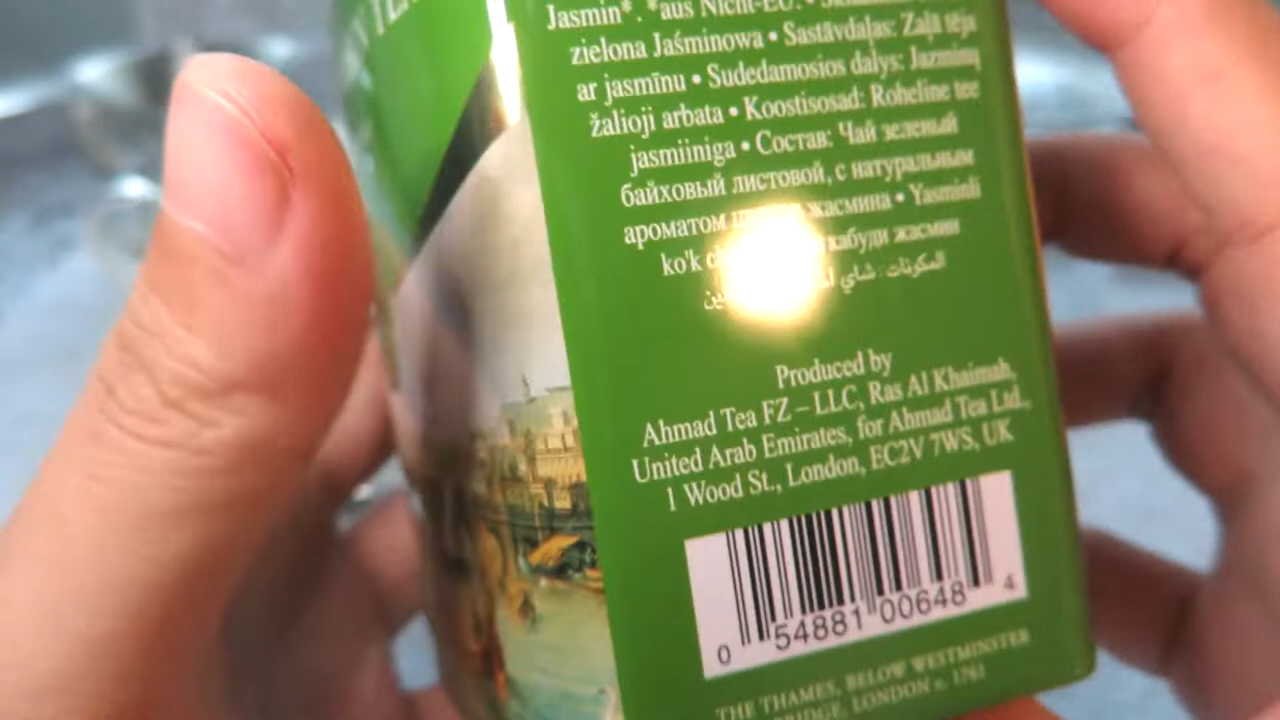 Jasmin*. *aus Nicht-EU. •
zielona Jaśminowa • Sastāvdaļas: Zaļā tēja
ar jasmīnu • Sudedamosios dalys: Jazminų
žalioji arbata • Koostisosad: Roheline tee
jasmiiniga • Состав: Чай зеленый
байховый листовой, с натуральным
ароматом жасмина • Yasminli
ko'k кабуди жасмин
المكونات: شاي
Produced by
Ahmad Tea FZ – LLC, Ras Al Khaimah,
United Arab Emirates, for Ahmad Tea Ltd.,
1 Wood St., London, EC2V 7WS, UK
0 54881 00648 4
THE THAMES, BELOW WESTMINSTER
BRIDGE, LONDON c. 1761